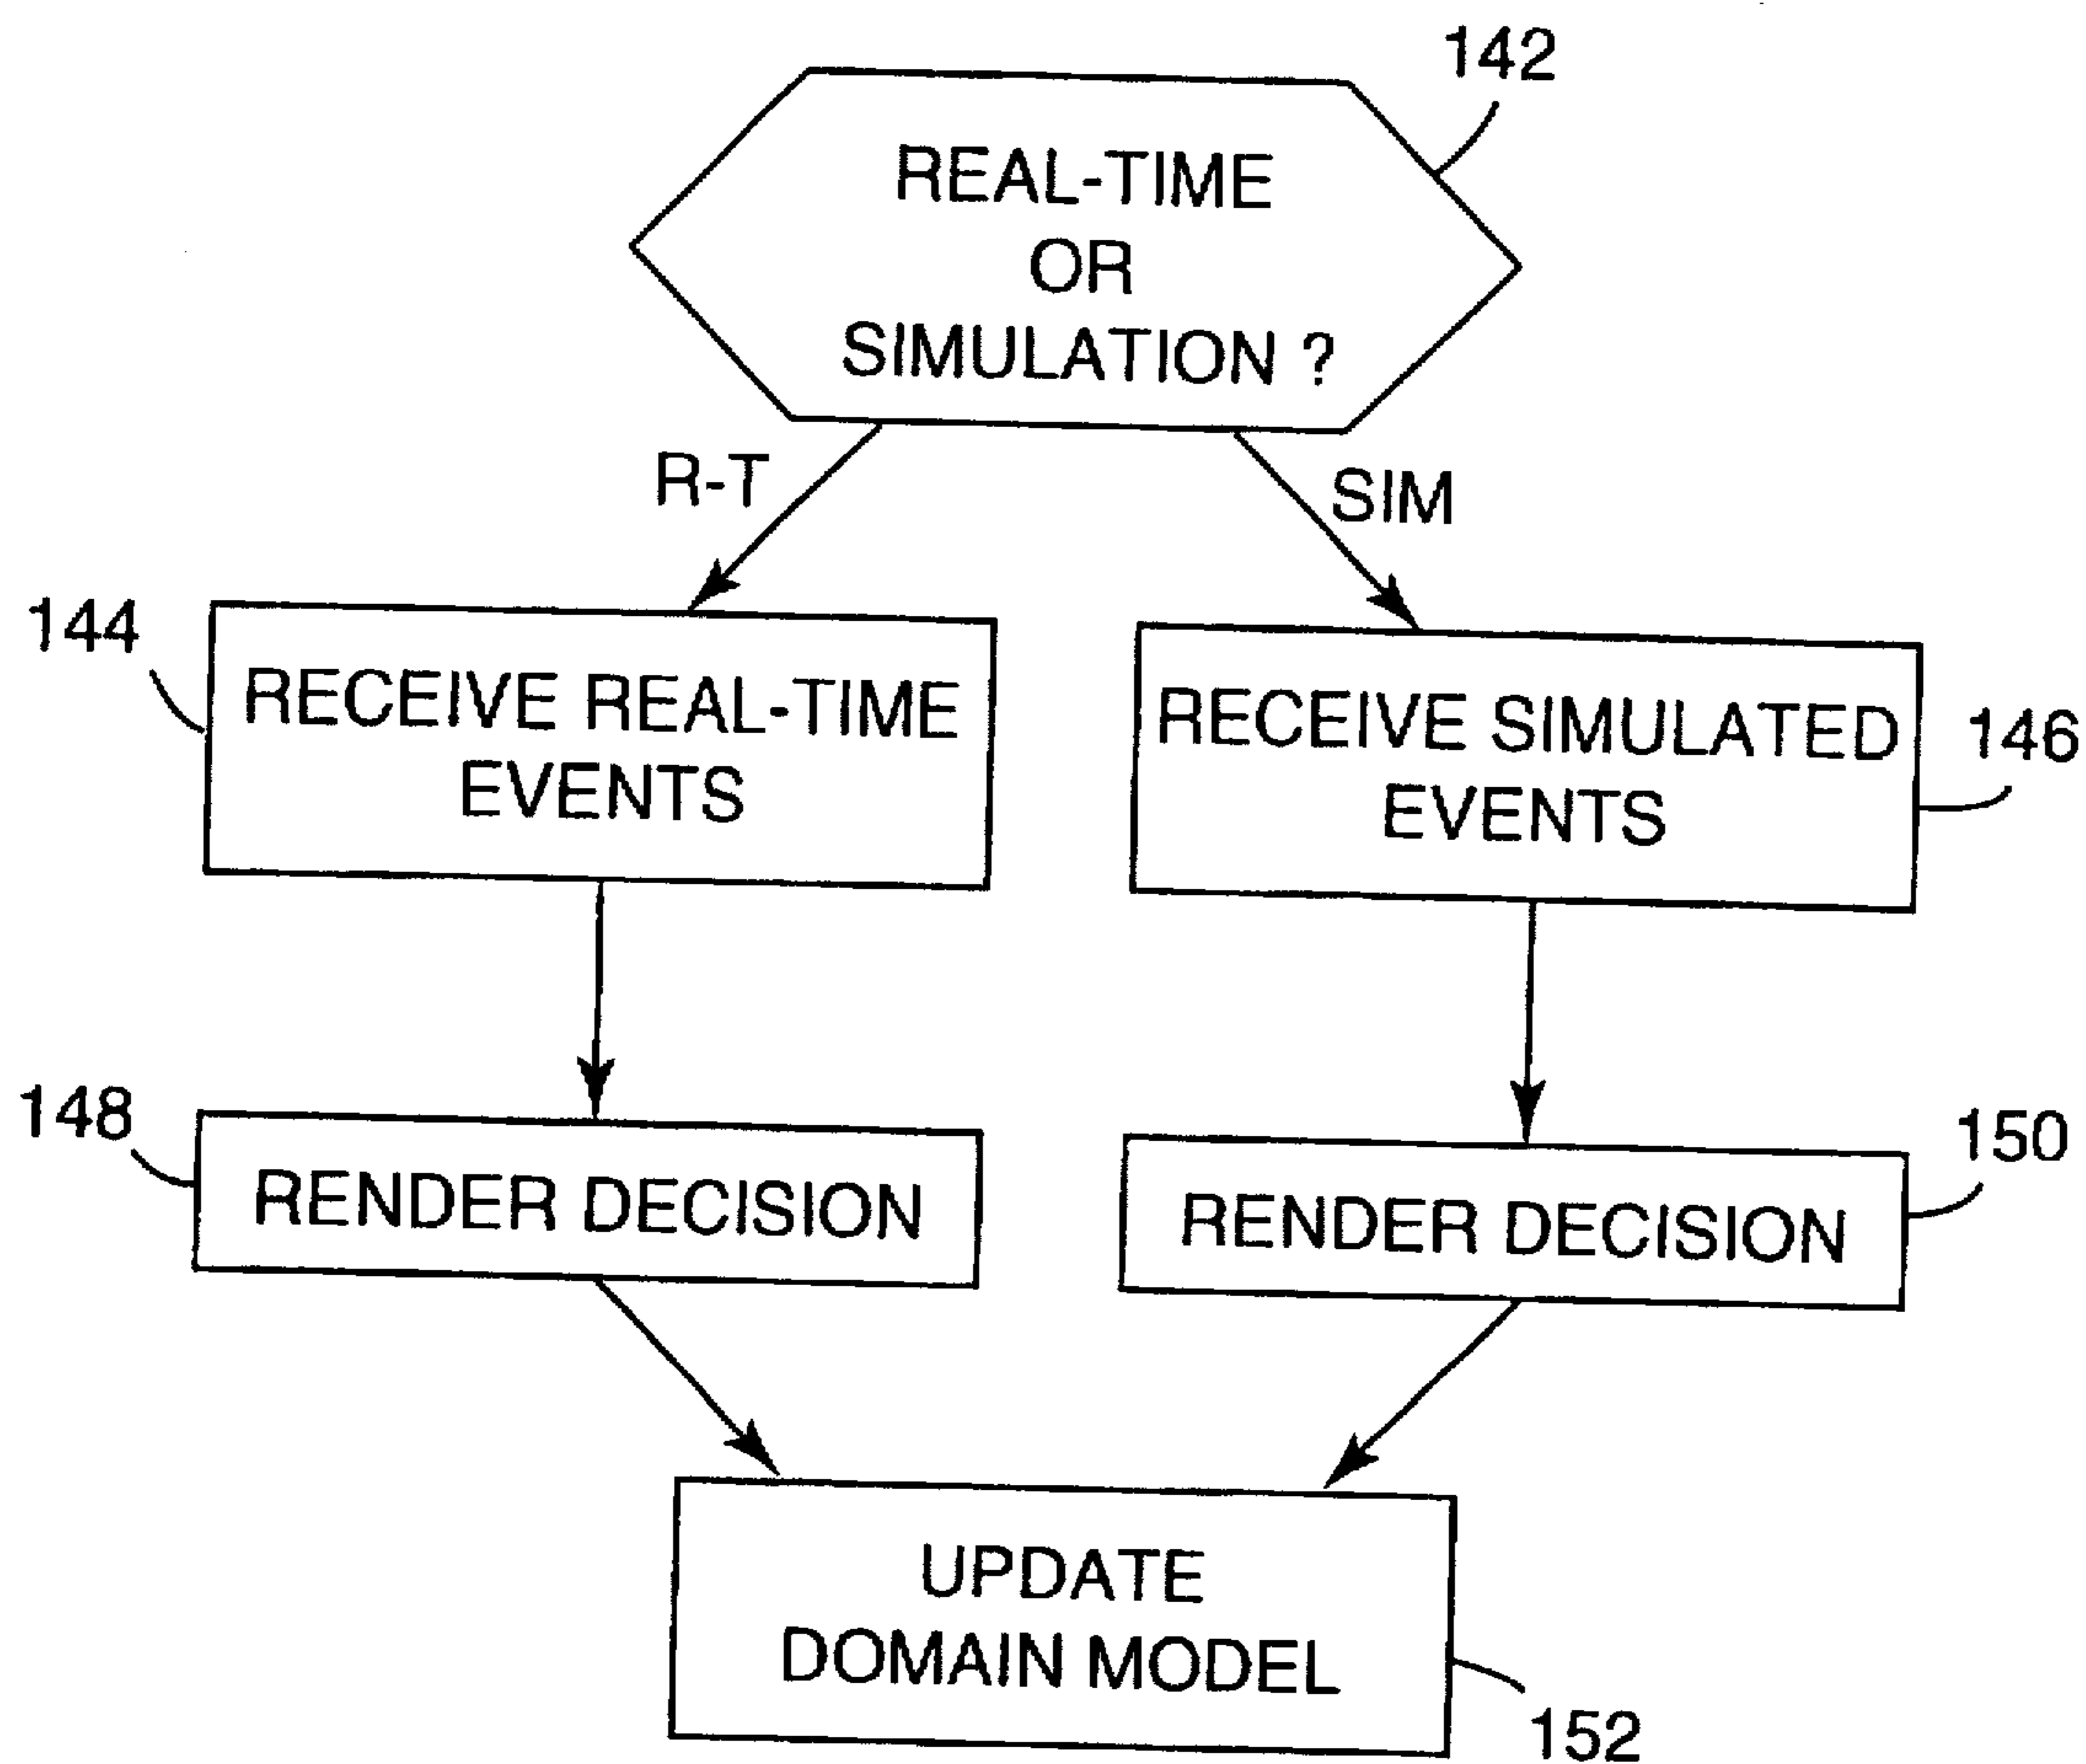 142
REAL-TIME
OR
SIMULATION ?
R-T
SIM
144
RECEIVE REAL-TIME
EVENTS
RECEIVE SIMULATED
EVENTS
146
148
RENDER DECISION
RENDER DECISION
150
UPDATE
DOMAIN MODEL
152